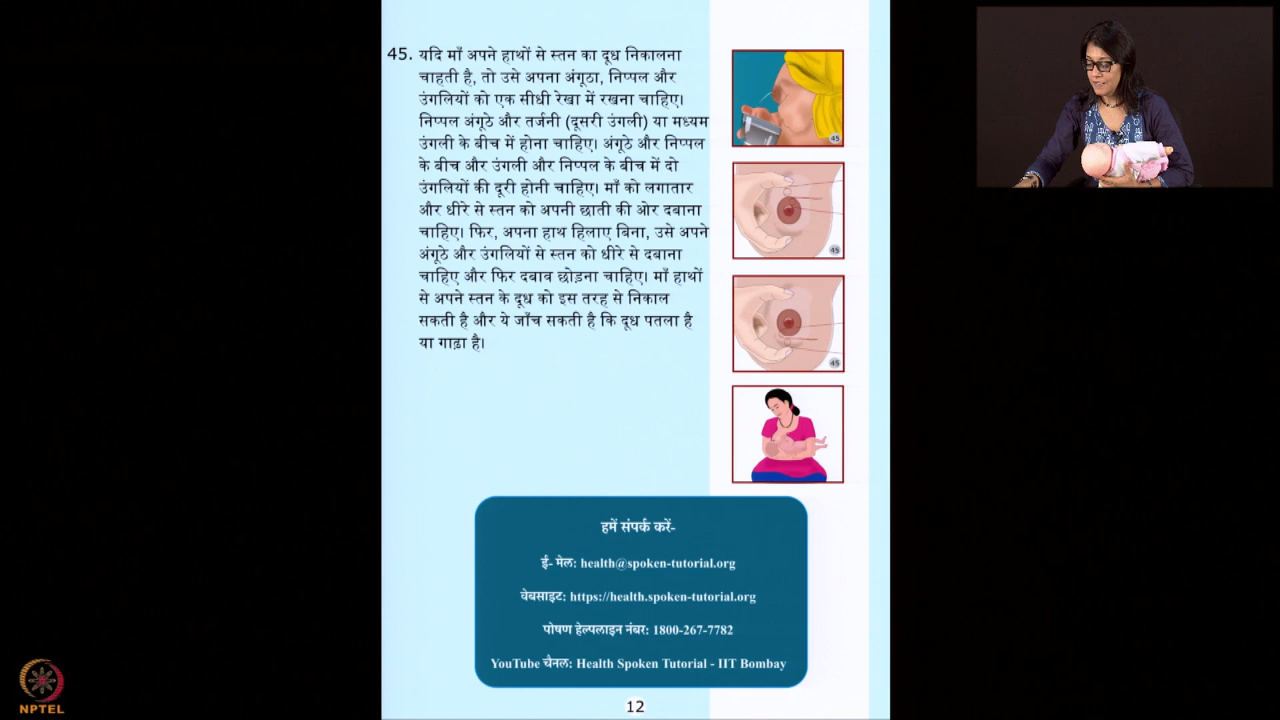 45. यदि माँ अपने हाथों से स्तन का दूध निकालना
चाहती है, तो उसे अपना अंगूठा, निप्पल और
उंगलियों को एक सीधी रेखा में रखना चाहिए।
निप्पल अंगूठे और तर्जनी (दूसरी उंगली) या मध्यम
उंगली के बीच में होना चाहिए। अंगूठे और निप्पल
के बीच और उंगली और निप्पल के बीच में दो
उंगलियों की दूरी होनी चाहिए। माँ को लगातार
और धीरे से स्तन को अपनी छाती की ओर दबाना
चाहिए। फिर, अपना हाथ हिलाए बिना, उसे अपने
अंगूठे और उंगलियों से स्तन को धीरे से दबाना
चाहिए और फिर दबाव छोड़ना चाहिए। माँ हाथों
से अपने स्तन के दूध को इस तरह से निकाल
सकती है और ये जाँच सकती है कि दूध पतला है
या गाढ़ा है।
45
45
45
हमें संपर्क करें-
ई- मेल: health@spoken-tutorial.org
वेबसाइट: https://health.spoken-tutorial.org
पोषण हेल्पलाइन नंबर: 1800-267-7782
YouTube चैनल: Health Spoken Tutorial - IIT Bombay
12
NPTEL